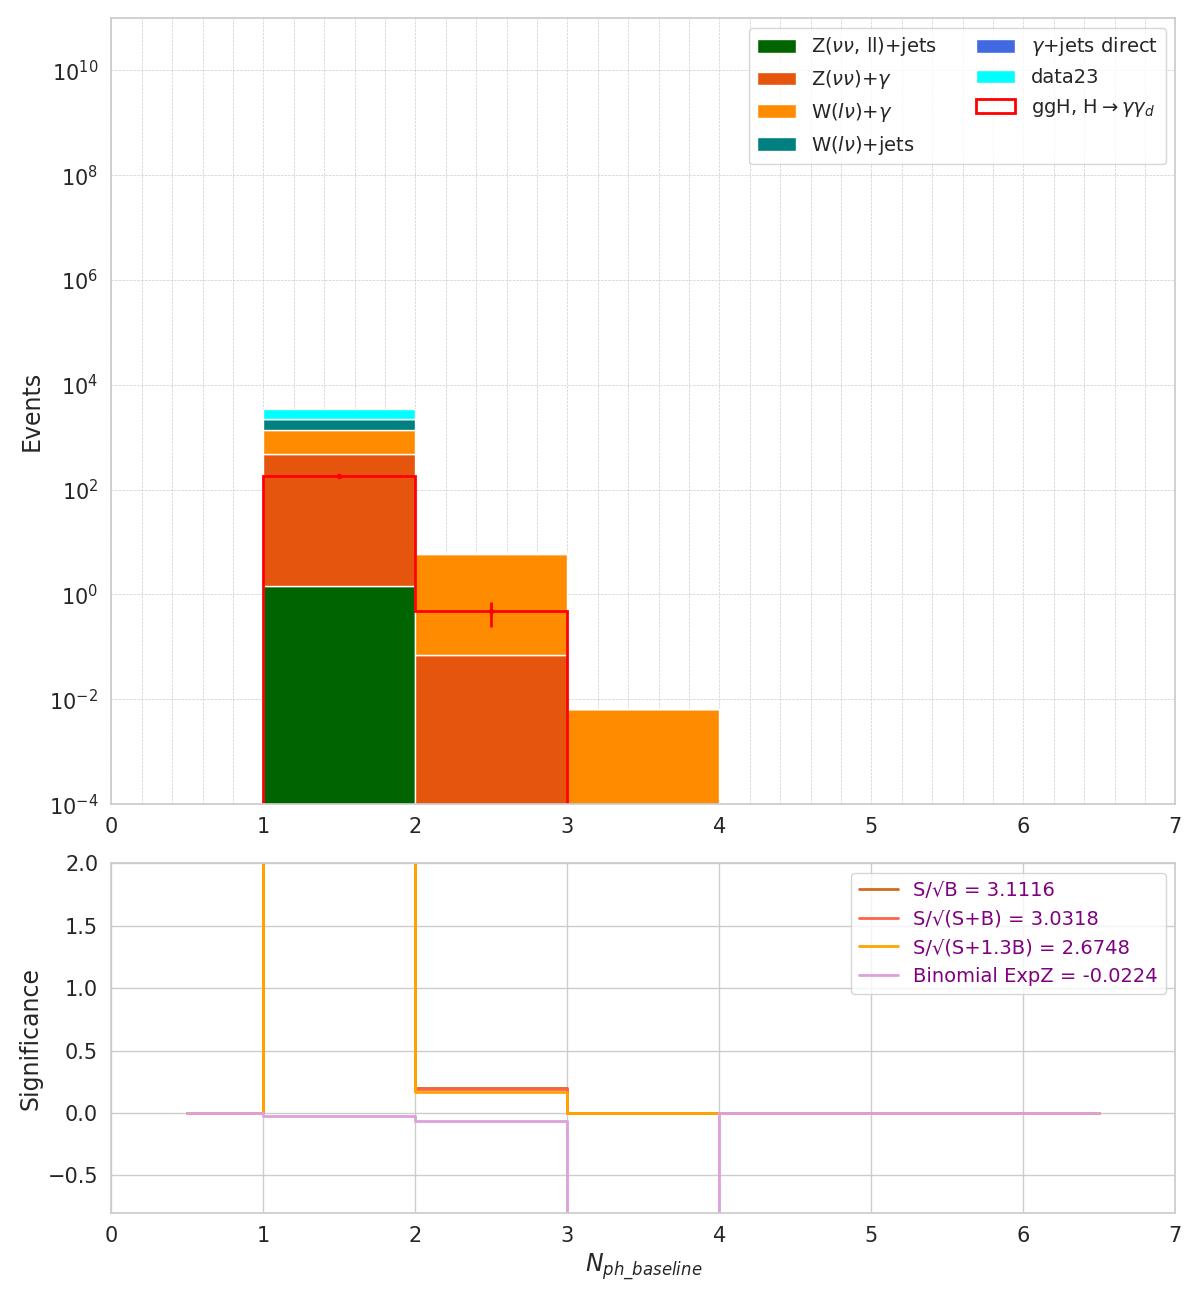 Z(νν, ll)+jets
Z(νν)+γ
W(lν)+γ
W(lν)+jets
γ+jets direct
data23
ggH, H→γγ_d
10^10
10^8
10^6
10^4
10^2
10^0
10^−2
10^−4
Events
0 1 2 3 4 5 6 7
S/√B = 3.1116
S/√(S+B) = 3.0318
S/√(S+1.3B) = 2.6748
Binomial ExpZ = -0.0224
2.0
1.5
1.0
0.5
0.0
−0.5
Significance
0 1 2 3 4 5 6 7
N_ph_baseline